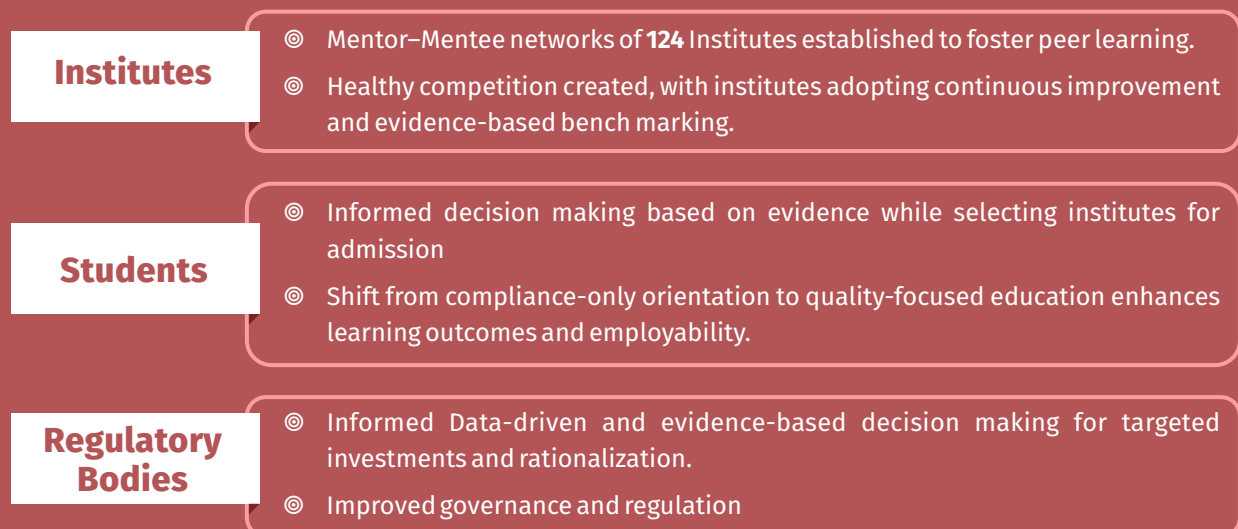 Institutes
◎ Mentor–Mentee networks of 124 Institutes established to foster peer learning.
◎ Healthy competition created, with institutes adopting continuous improvement
and evidence-based bench marking.
Students
◎ Informed decision making based on evidence while selecting institutes for
admission
◎ Shift from compliance-only orientation to quality-focused education enhances
learning outcomes and employability.
Regulatory
Bodies
◎ Informed Data-driven and evidence-based decision making for targeted
investments and rationalization.
◎ Improved governance and regulation